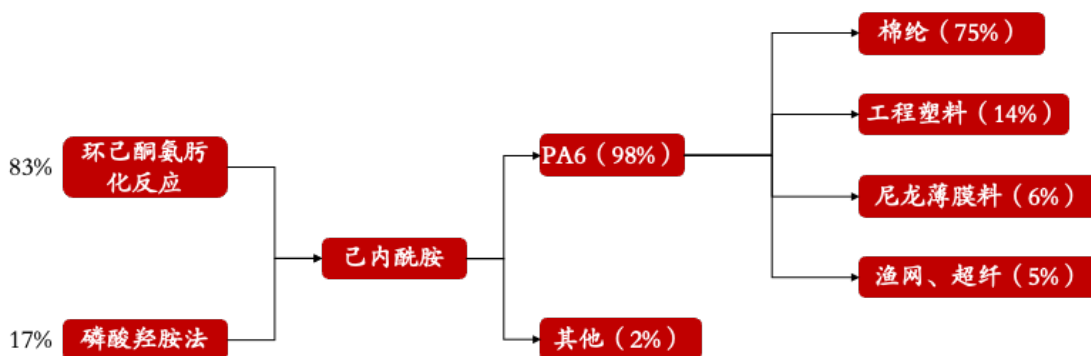 83%
环己酮氨肟
化反应
17%
磷酸羟胺法
己内酰胺
PA6（98%）
其他（2%）
棉纶（75%）
工程塑料（14%）
尼龙薄膜料（6%）
渔网、超纤（5%）